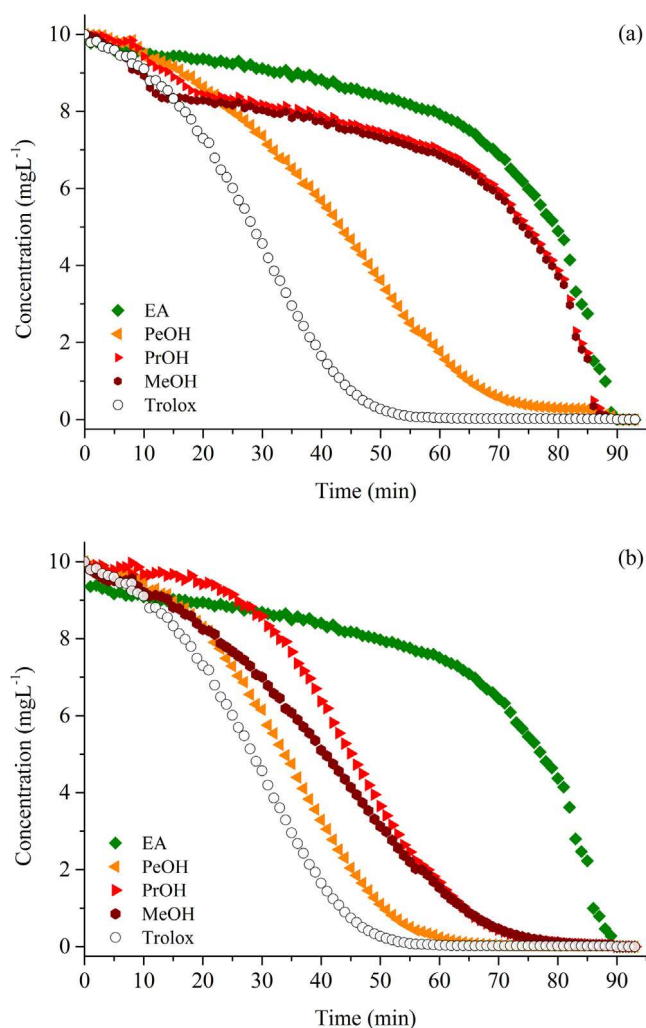 (a)
Concentration (mgL⁻¹)
10
8
6
4
2
0
EA
PeOH
PrOH
MeOH
Trolox
0 10 20 30 40 50 60 70 80 90
Time (min)
(b)
Concentration (mgL⁻¹)
10
8
6
4
2
0
EA
PeOH
PrOH
MeOH
Trolox
0 10 20 30 40 50 60 70 80 90
Time (min)